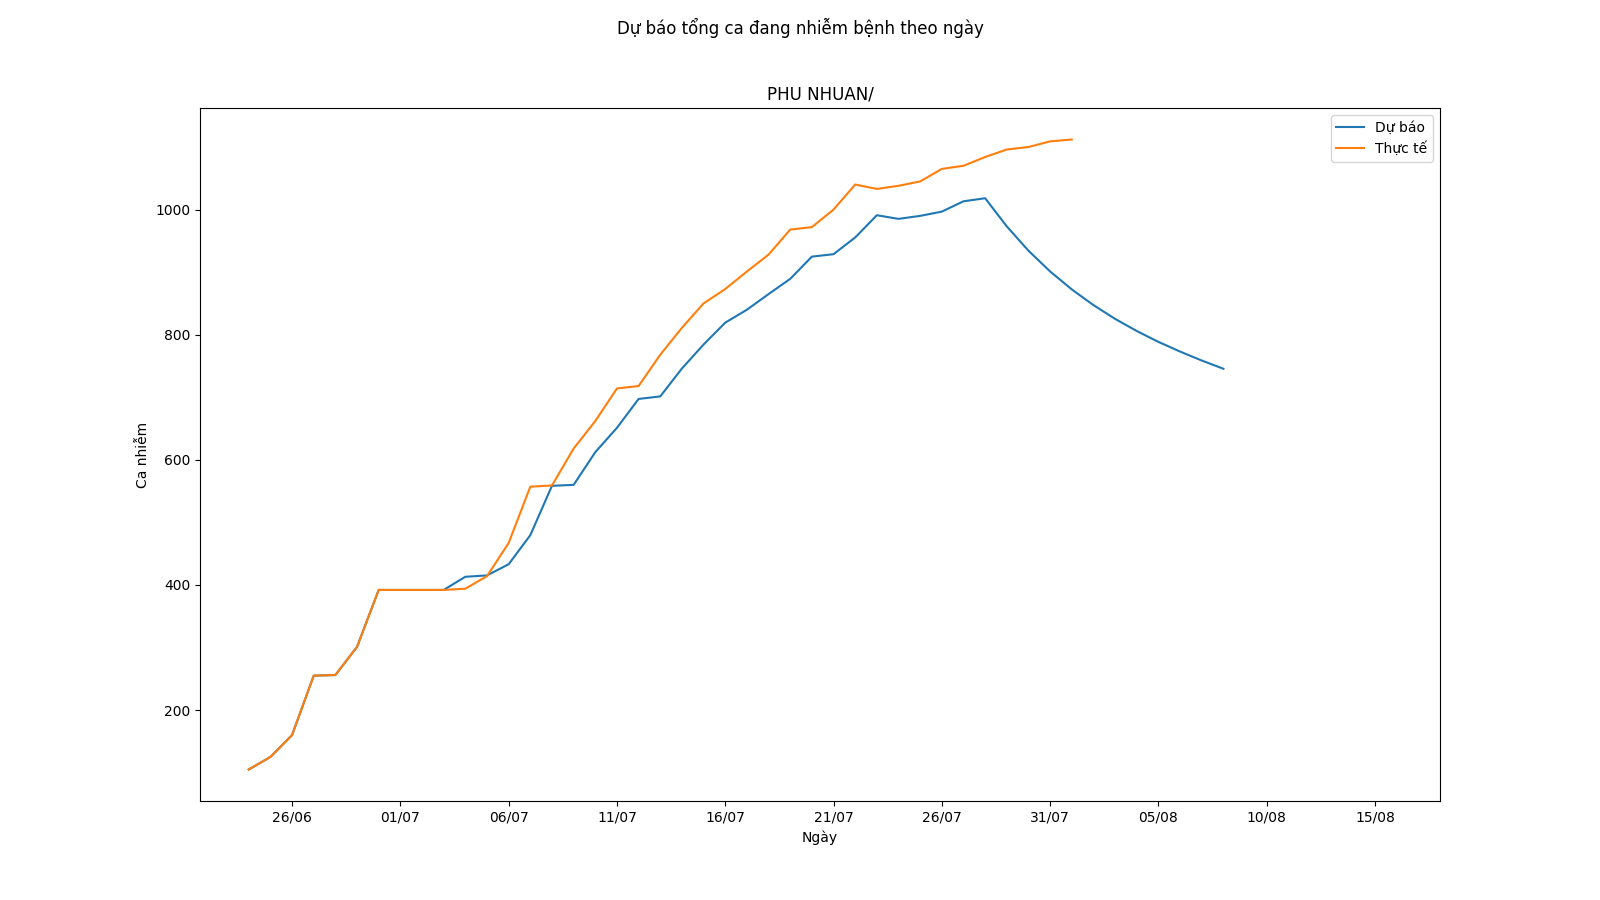 Dự báo tổng ca đang nhiễm bệnh theo ngày
PHU NHUAN/
Dự báo
Thực tế
1000
800
600
400
200
Ca nhiễm
26/06 01/07 06/07 11/07 16/07 21/07 26/07 31/07 05/08 10/08 15/08
Ngày